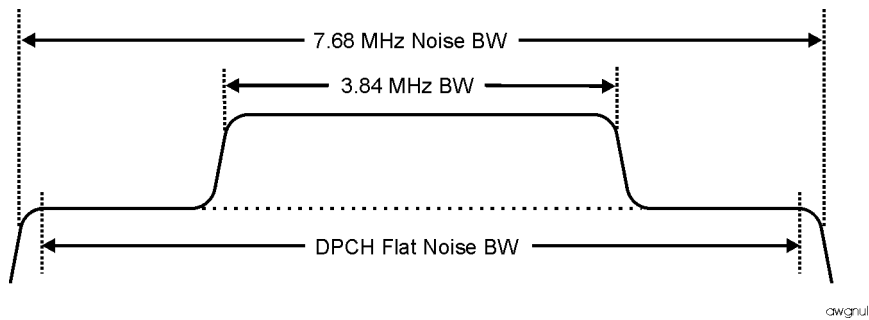 7.68 MHz Noise BW
3.84 MHz BW
DPCH Flat Noise BW
awgnul